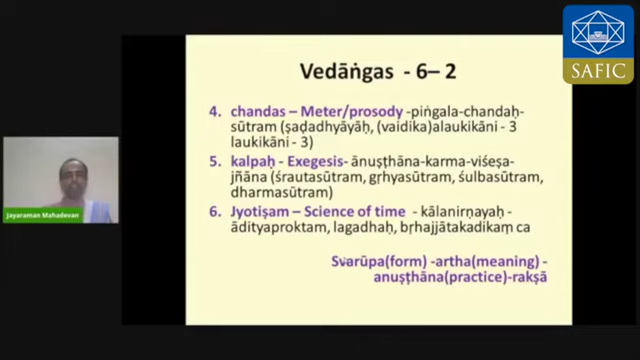 SAFIC
Vedāṅgas - 6– 2
4. chandas – Meter/prosody -piṅgala-chandaḥ-
sūtram (ṣaḍadhyāyāḥ, (vaidika)alaukikāni - 3
laukikāni - 3)
5. kalpaḥ - Exegesis- ānuṣṭhāna-karma-viśeṣa-
jñāna (śrautasūtram, gṛhyasūtram, śulbasūtram,
dharmasūtram)
6. Jyotiṣam – Science of time - kālanirṇayaḥ -
ādityaproktam, lagadhaḥ, bṛhajjātakadikaṃ ca
Svarūpa(form) -artha(meaning) -
anuṣṭhāna(practice)-rakṣā
Jayaraman Mahadevan